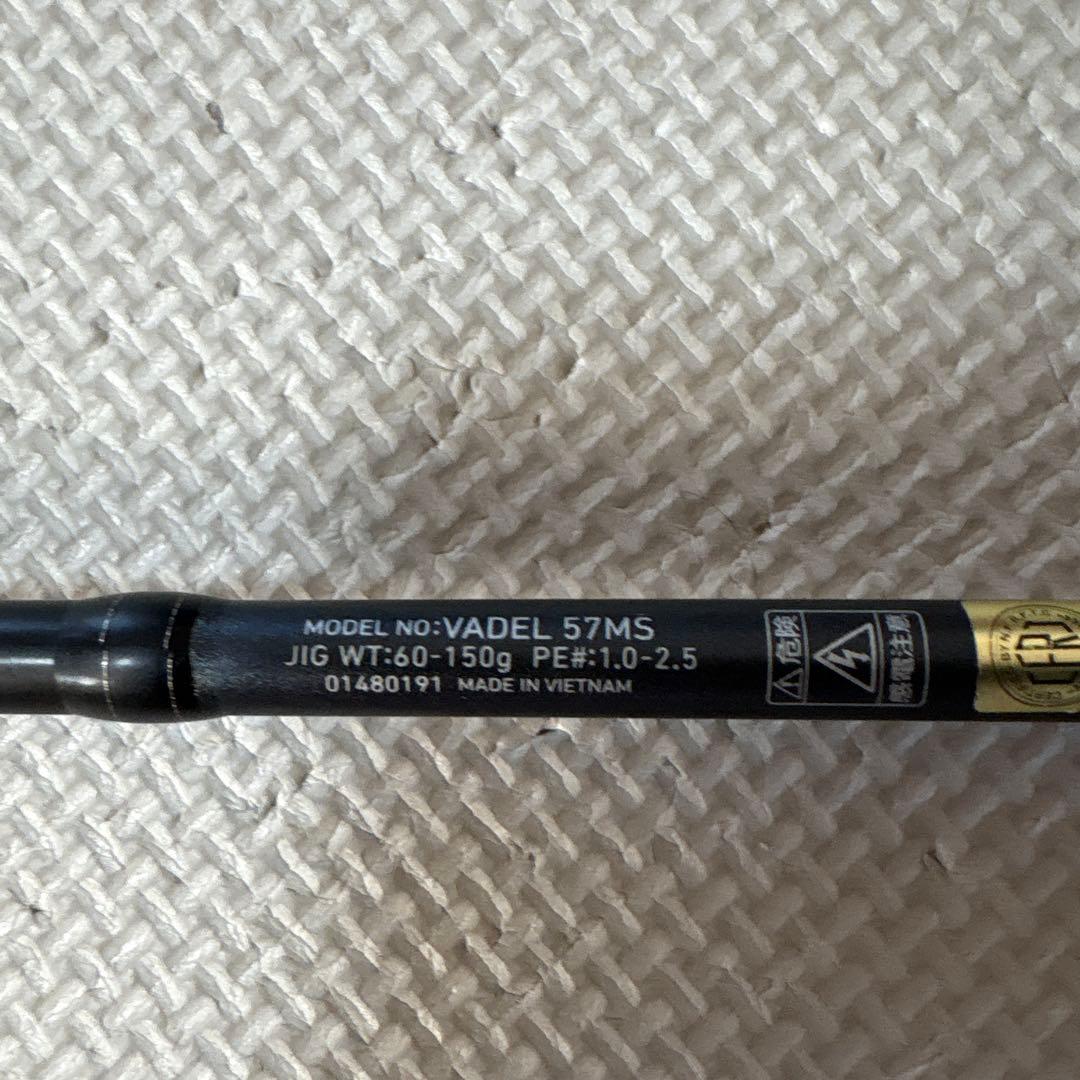 MODEL NO:VADEL 57MS
JIG WT:60-150g PE#:1.0-2.5
01480191 MADE IN VIETNAM
危険
感電注意